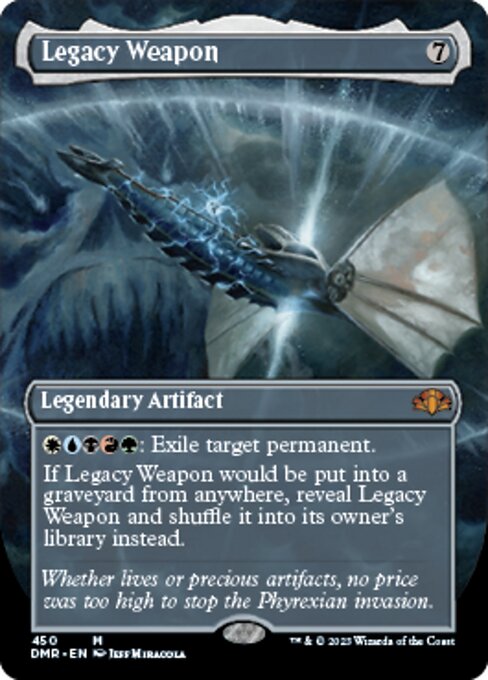 Legacy Weapon 7
Legendary Artifact
: Exile target permanent.
If Legacy Weapon would be put into a
graveyard from anywhere, reveal Legacy
Weapon and shuffle it into its owner's
library instead.
Whether lives or precious artifacts, no price
was too high to stop the Phyrexian invasion.
450 M
DMR • EN Jeff Miracola
™ & © 2023 Wizards of the Coast